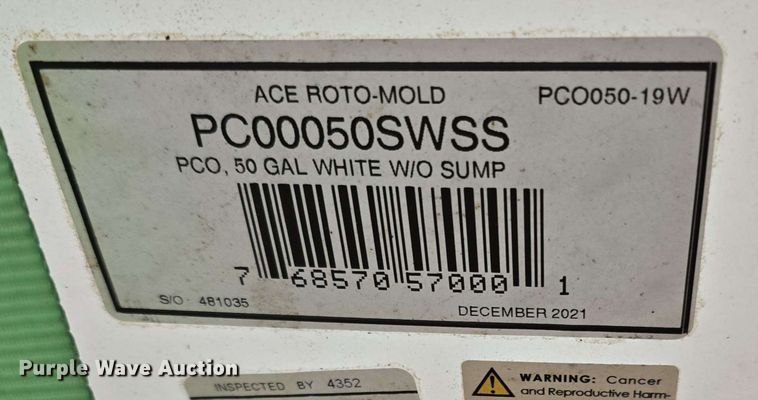 ACE ROTO-MOLD PCO050-19W
PC00050SWSS
PCO, 50 GAL WHITE W/O SUMP
7 68570 57000 1
S/O 481035 DECEMBER 2021
Purple Wave Auction
INSPECTED BY 4352
WARNING: Cancer
and Reproductive Harm-